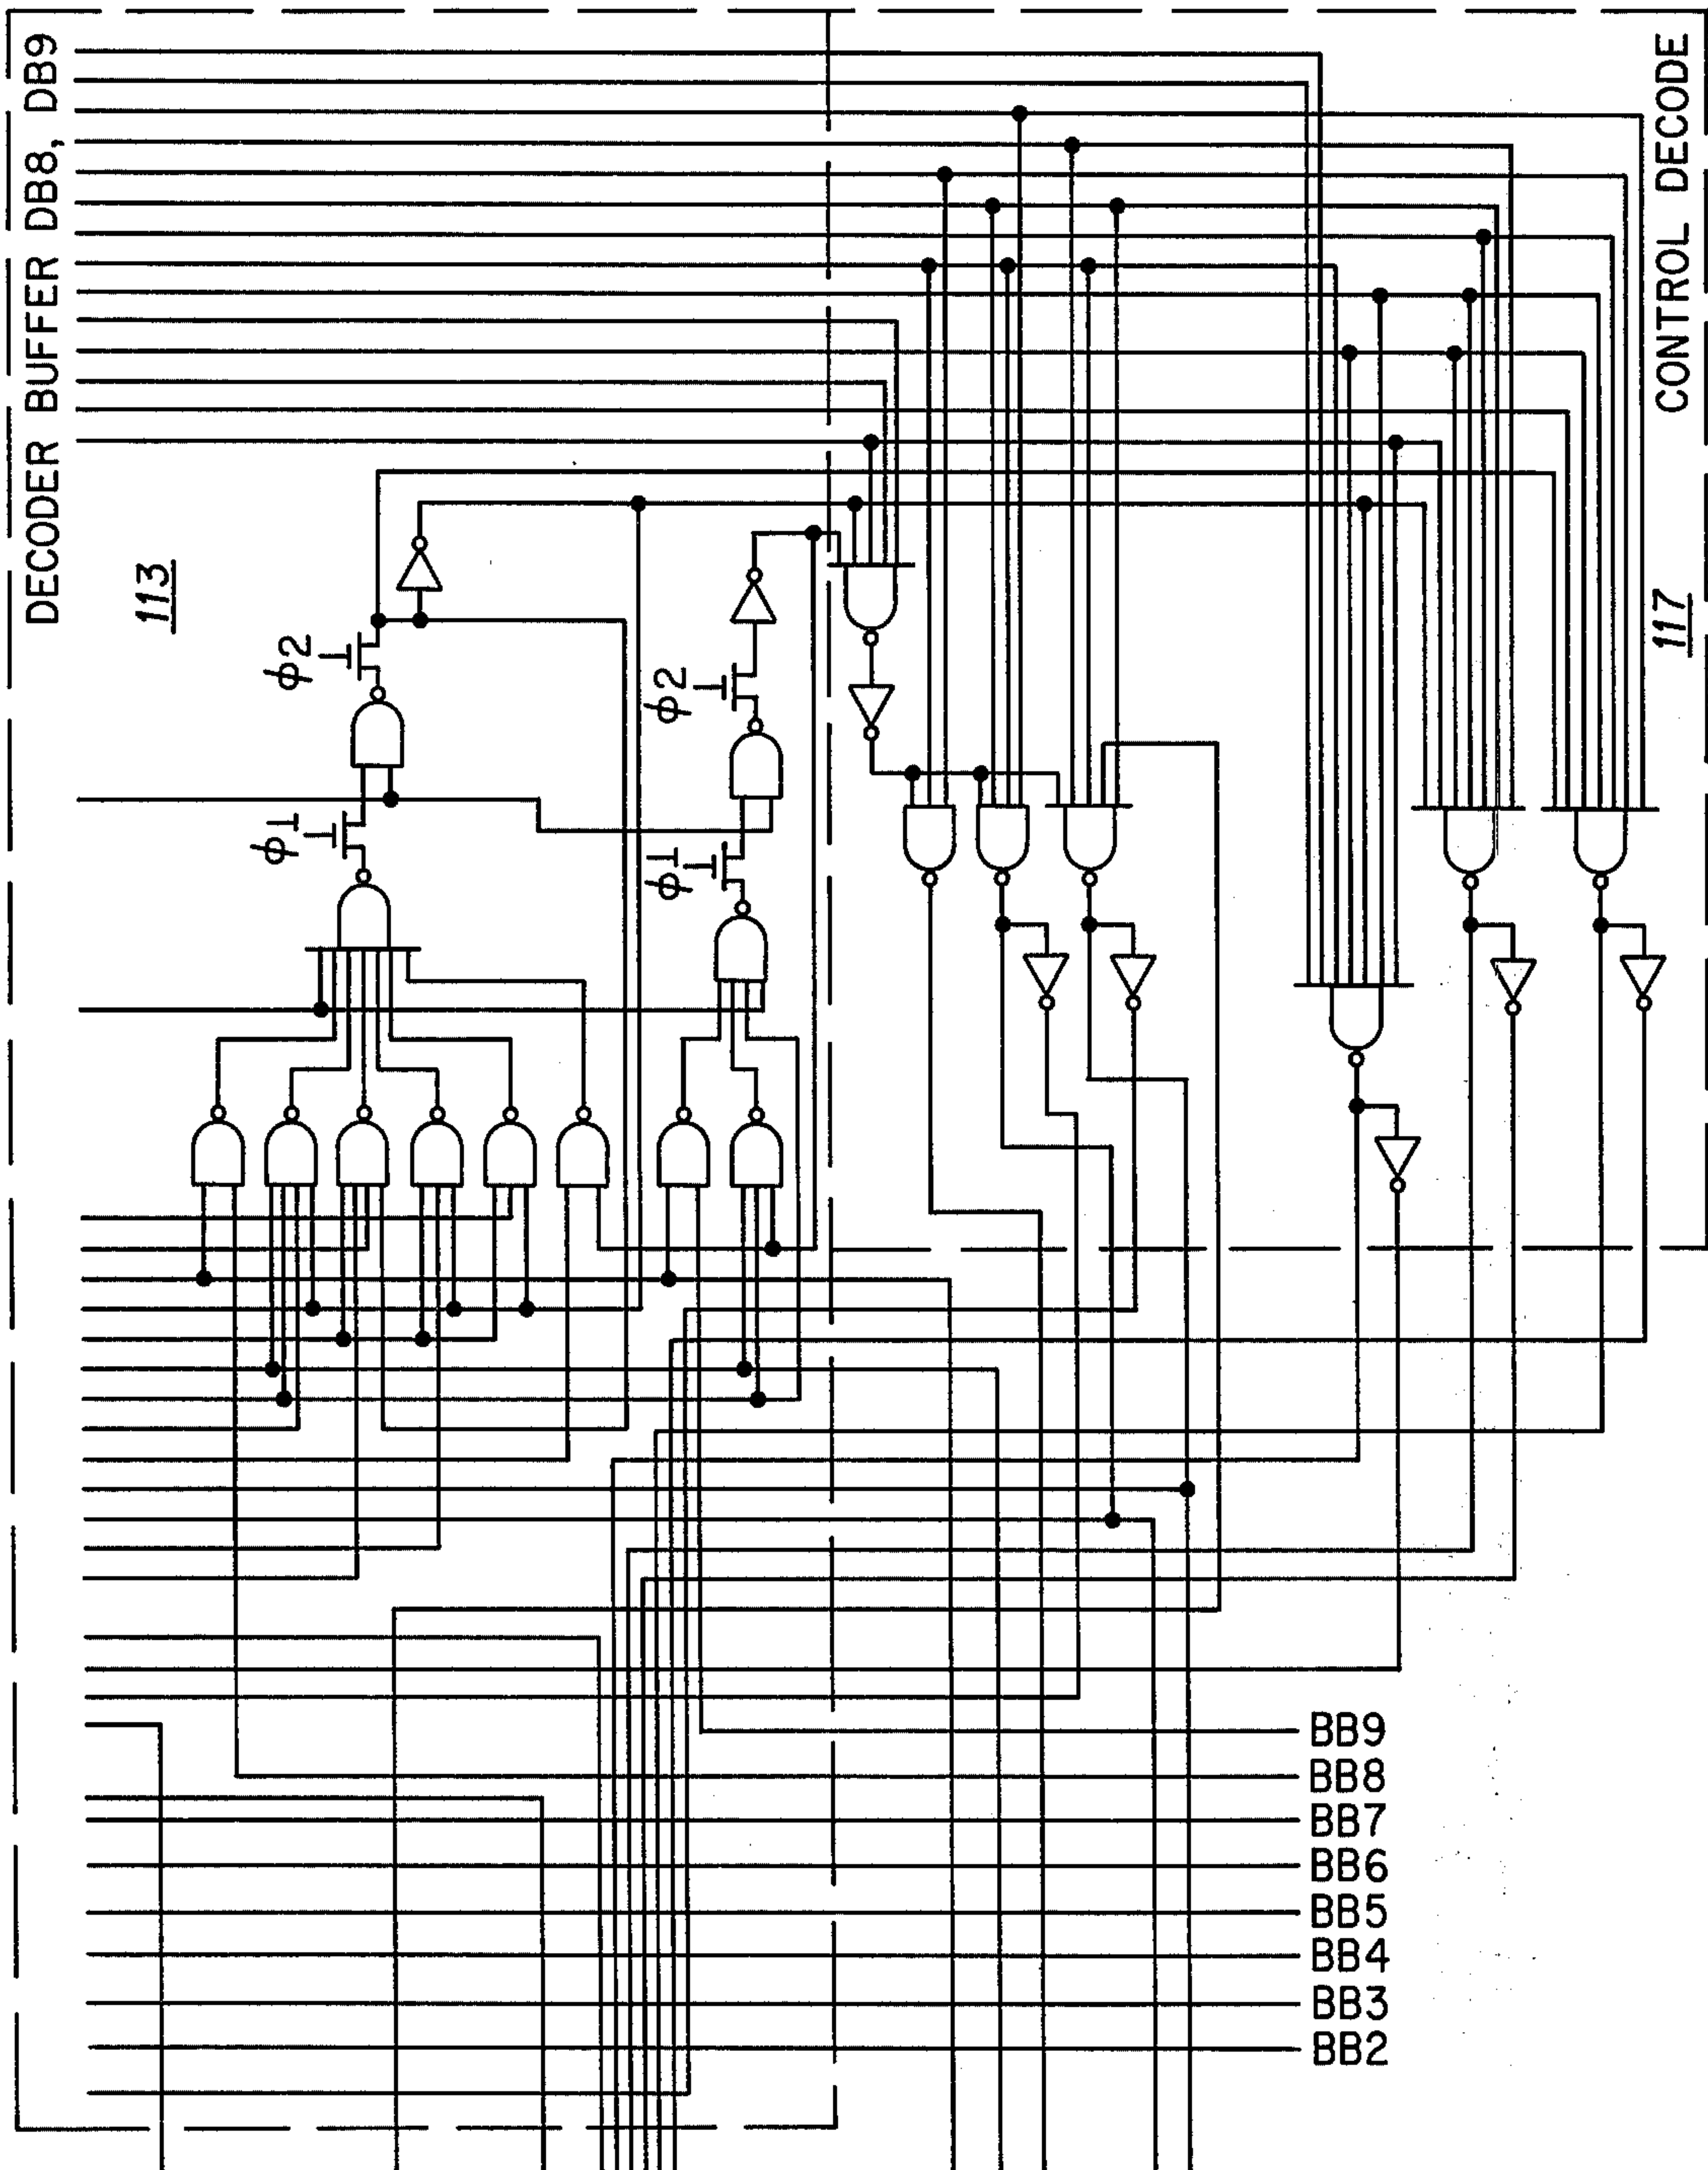 DECODER BUFFER DB8, DB9
113
CONTROL DECODE
117
ϕ2
ϕ2
ϕ1
ϕ1
BB9
BB8
BB7
BB6
BB5
BB4
BB3
BB2